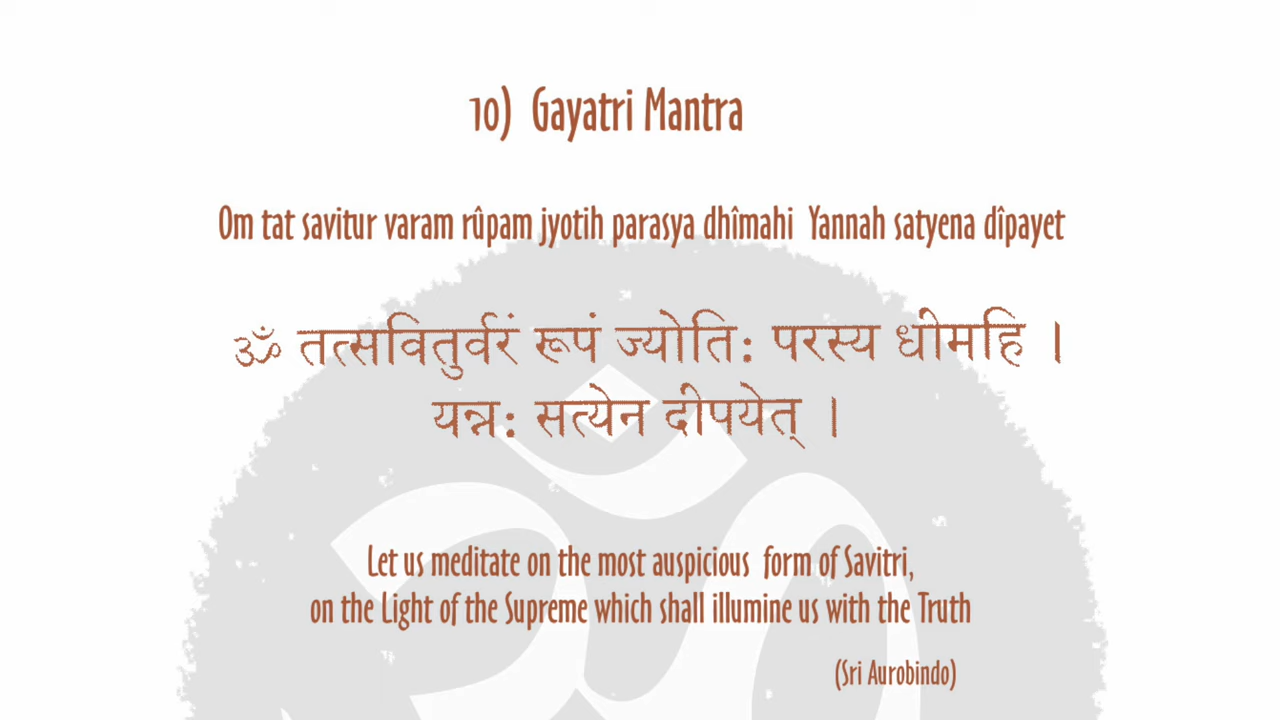 10) Gayatri Mantra
Om tat savitur varam rûpam jyotih parasya dhîmahi Yannah satyena dîpayet
ॐ तत्सवितुर्वरं रूपं ज्योतिः परस्य धीमहि ।
यन्नः सत्येन दीपयेत् ।
Let us meditate on the most auspicious form of Savitri,
on the Light of the Supreme which shall illumine us with the Truth
(Sri Aurobindo)